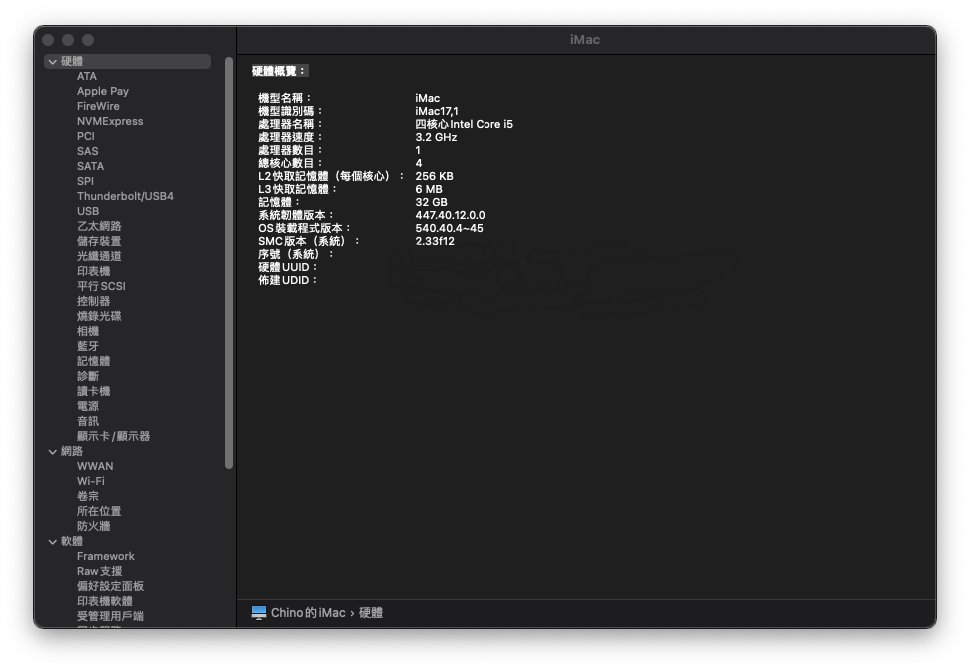 iMac
硬體
ATA
Apple Pay
FireWire
NVMExpress
PCI
SAS
SATA
SPI
Thunderbolt/USB4
USB
乙太網路
儲存裝置
光纖通道
印表機
平行 SCSI
控制器
燒錄光碟
相機
藍牙
記憶體
診斷
讀卡機
電源
音訊
顯示卡/顯示器
網路
WWAN
Wi-Fi
卷宗
所在位置
防火牆
軟體
Framework
Raw 支援
偏好設定面板
印表機軟體
受管理用戶端
硬體概覽：
機型名稱： iMac
機型識別碼： iMac17,1
處理器名稱： 四核心 Intel Core i5
處理器速度： 3.2 GHz
處理器數目： 1
總核心數目： 4
L2 快取記憶體（每個核心）： 256 KB
L3 快取記憶體： 6 MB
記憶體： 32 GB
系統韌體版本： 447.40.12.0.0
OS 裝載程式版本： 540.40.4~45
SMC 版本（系統）： 2.33f12
序號（系統）：
硬體 UUID：
佈建 UDID：
Chino的 iMac › 硬體